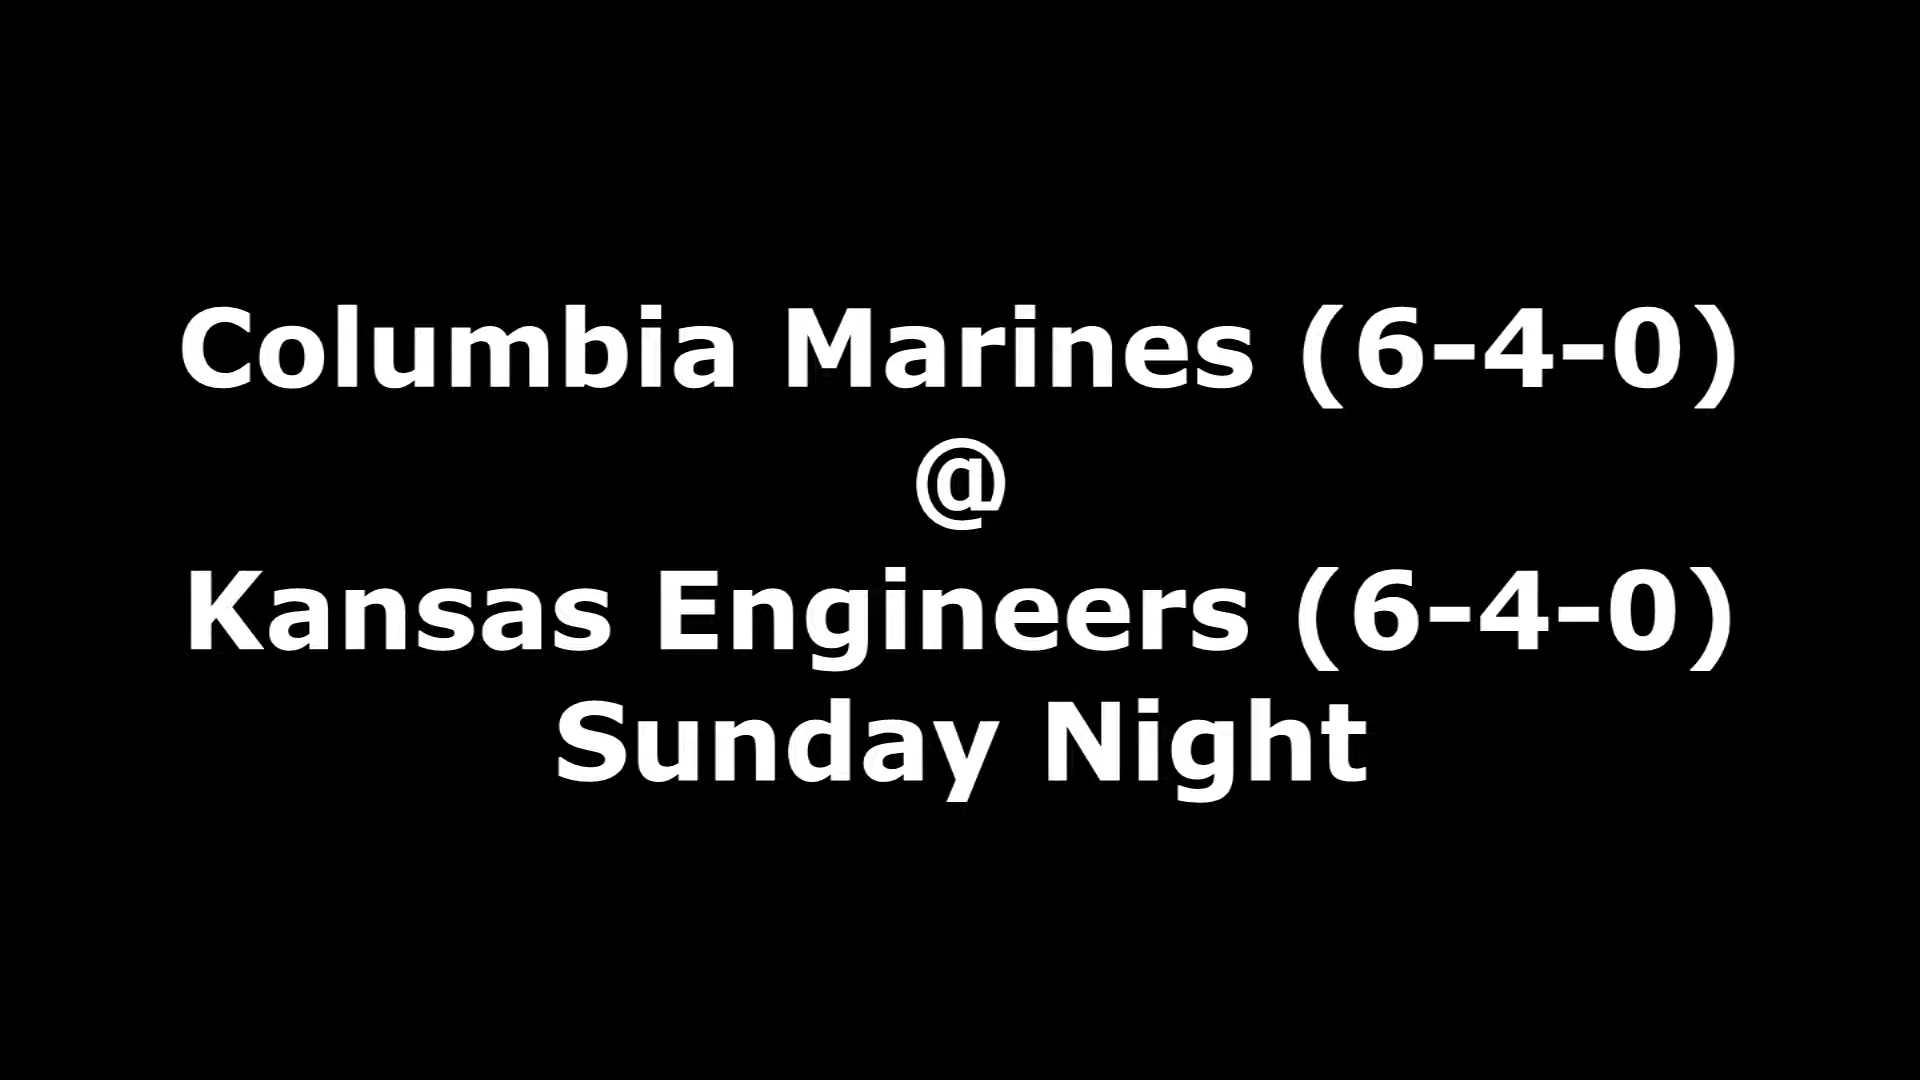 Columbia Marines (6-4-0)
@
Kansas Engineers (6-4-0)
Sunday Night